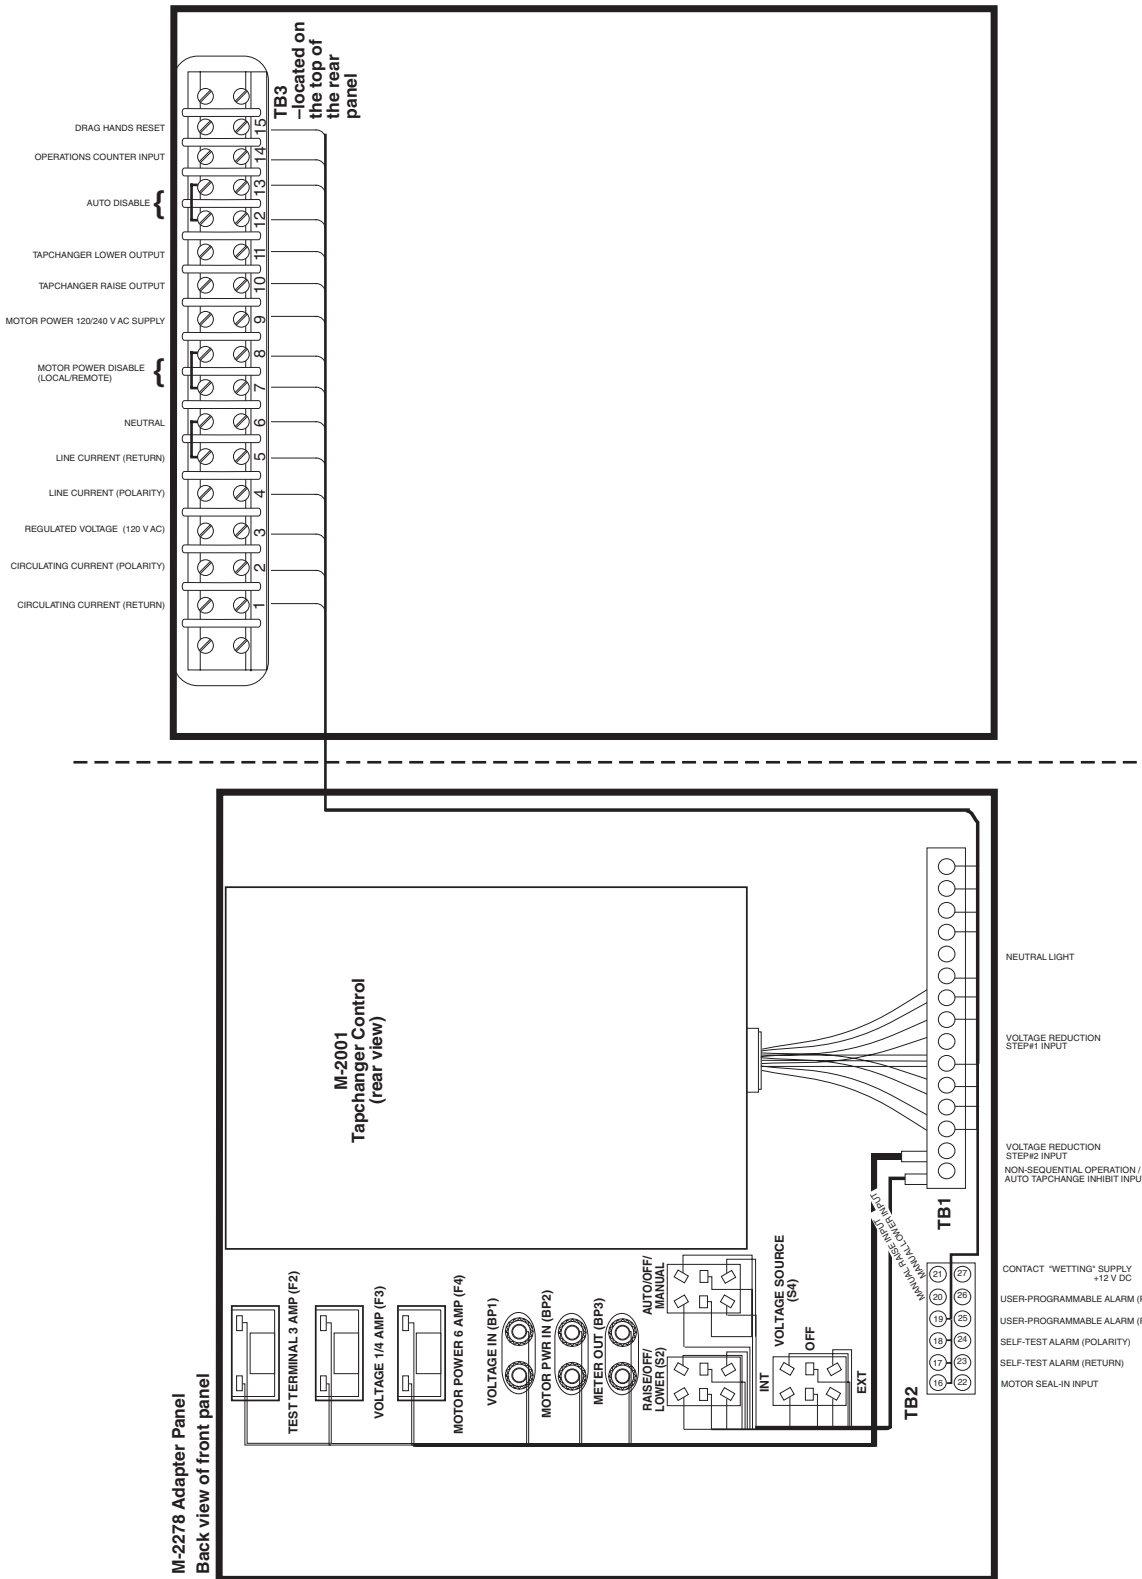 TB3
–located on
the top of
the rear
panel
DRAG HANDS RESET
15
OPERATIONS COUNTER INPUT
14
AUTO DISABLE {
13
12
TAPCHANGER LOWER OUTPUT
11
TAPCHANGER RAISE OUTPUT
10
MOTOR POWER 120/240 V AC SUPPLY
9
MOTOR POWER DISABLE
(LOCAL/REMOTE) {
8
7
NEUTRAL
6
LINE CURRENT (RETURN)
5
LINE CURRENT (POLARITY)
4
REGULATED VOLTAGE (120 V AC)
3
CIRCULATING CURRENT (POLARITY)
2
CIRCULATING CURRENT (RETURN)
1
M-2001
Tapchanger Control
(rear view)
NEUTRAL LIGHT
VOLTAGE REDUCTION
STEP#1 INPUT
VOLTAGE REDUCTION
STEP#2 INPUT
NON-SEQUENTIAL OPERATION /
AUTO TAPCHANGE INHIBIT INPU
TB1
MANUAL RAISE INPUT
MANUAL LOWER INPUT
M-2278 Adapter Panel
Back view of front panel
TEST TERMINAL 3 AMP (F2)
VOLTAGE 1/4 AMP (F3)
MOTOR POWER 6 AMP (F4)
VOLTAGE IN (BP1)
MOTOR PWR IN (BP2)
METER OUT (BP3)
AUTO/OFF/
MANUAL
RAISE/OFF/
LOWER (S2)
VOLTAGE SOURCE
(S4)
INT
OFF
EXT
TB2
21 27
CONTACT "WETTING" SUPPLY
+12 V DC
20 26
USER-PROGRAMMABLE ALARM (
19 25
USER-PROGRAMMABLE ALARM (
18 24
SELF-TEST ALARM (POLARITY)
17 23
SELF-TEST ALARM (RETURN)
16 22
MOTOR SEAL-IN INPUT